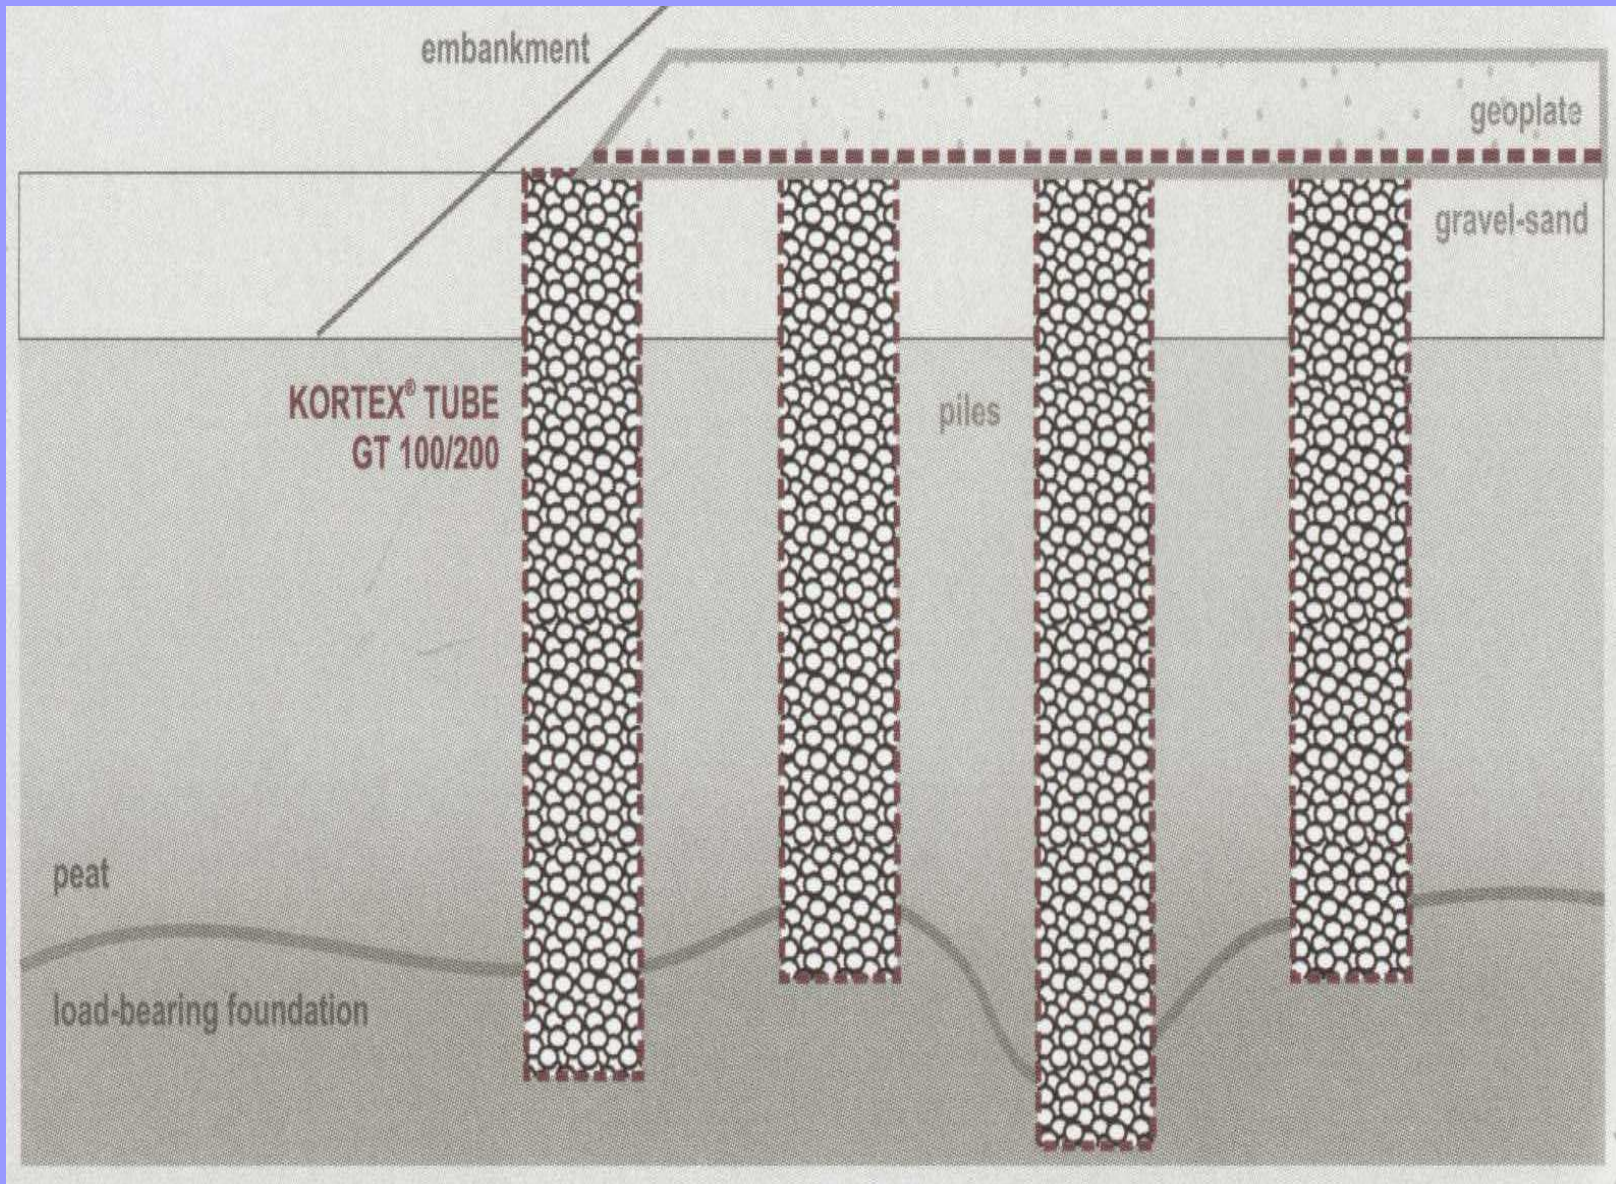 embankment
geoplate
gravel-sand
KORTEX® TUBE
GT 100/200
piles
peat
load-bearing foundation